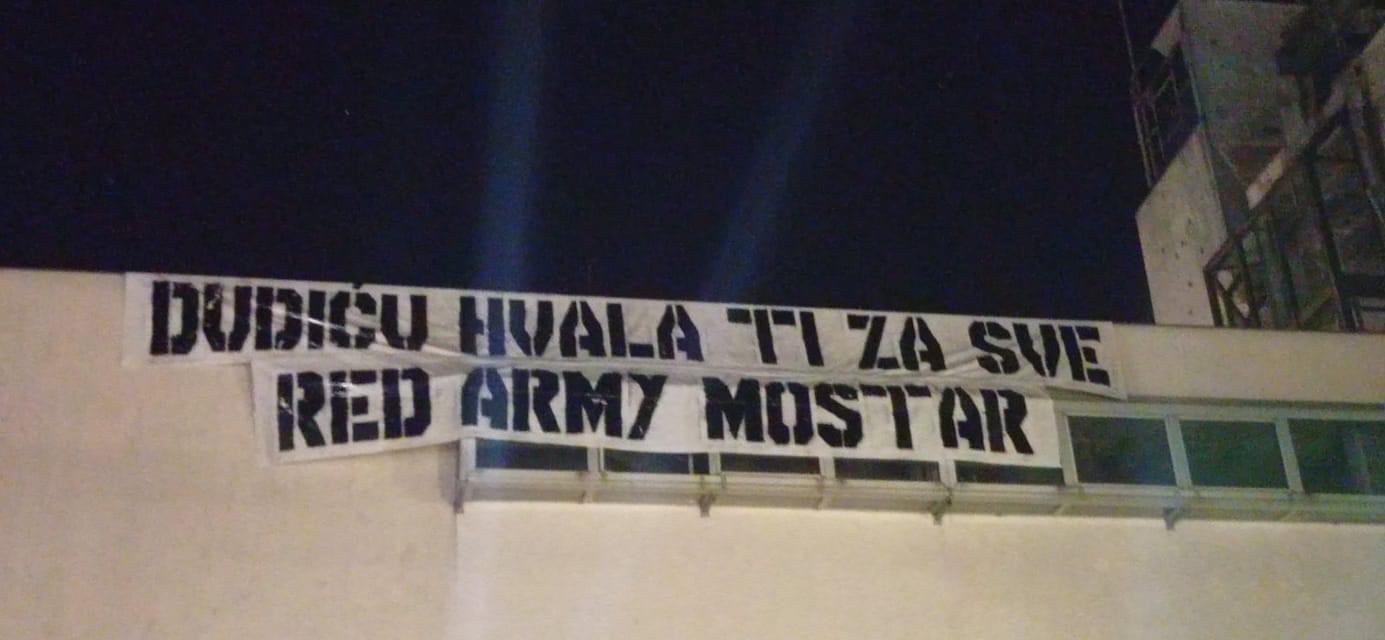 DUDIĆU HVALA TI ZA SVE
RED ARMY MOSTAR